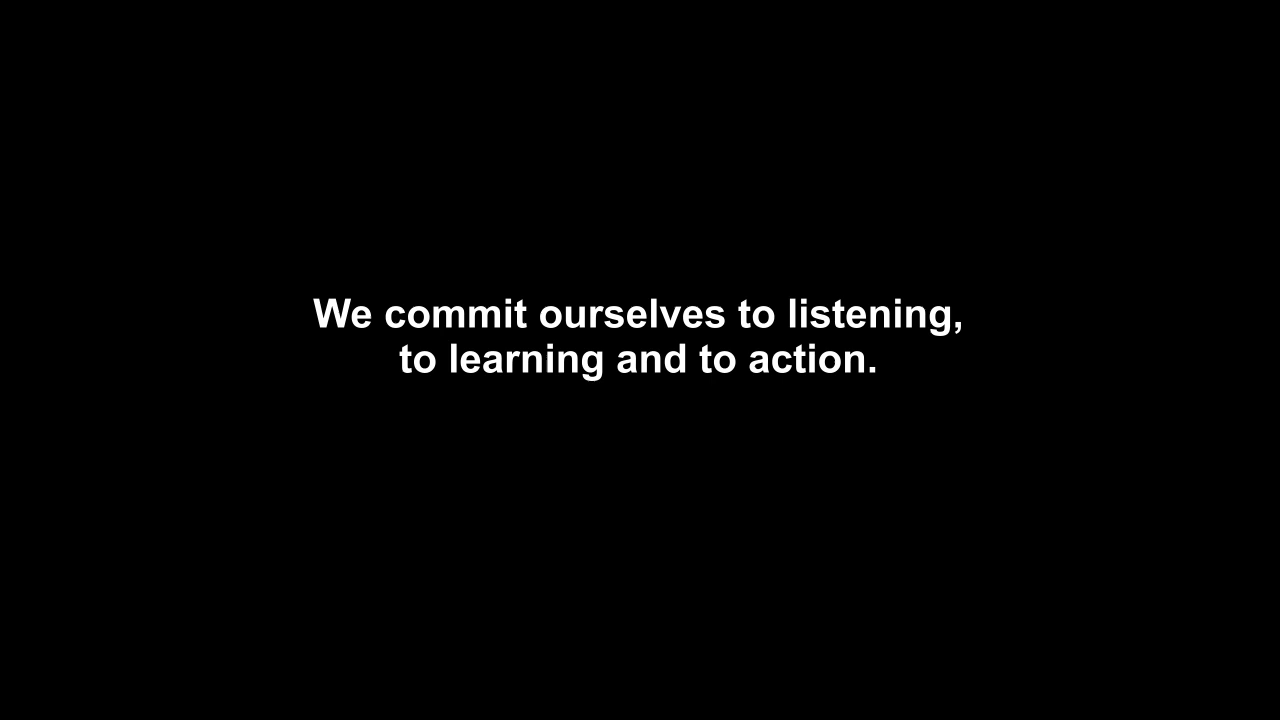 We commit ourselves to listening,
to learning and to action.